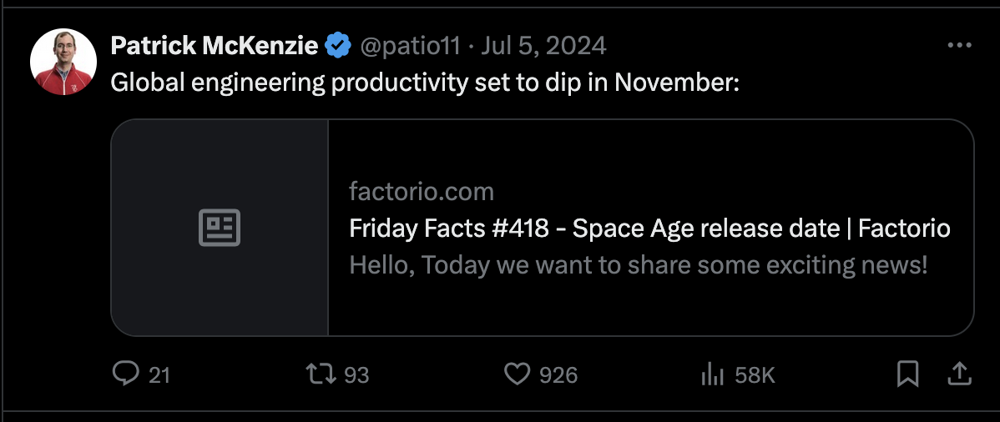 Patrick McKenzie @patio11 · Jul 5, 2024
Global engineering productivity set to dip in November:
factorio.com
Friday Facts #418 - Space Age release date | Factorio
Hello, Today we want to share some exciting news!
21 93 926 58K